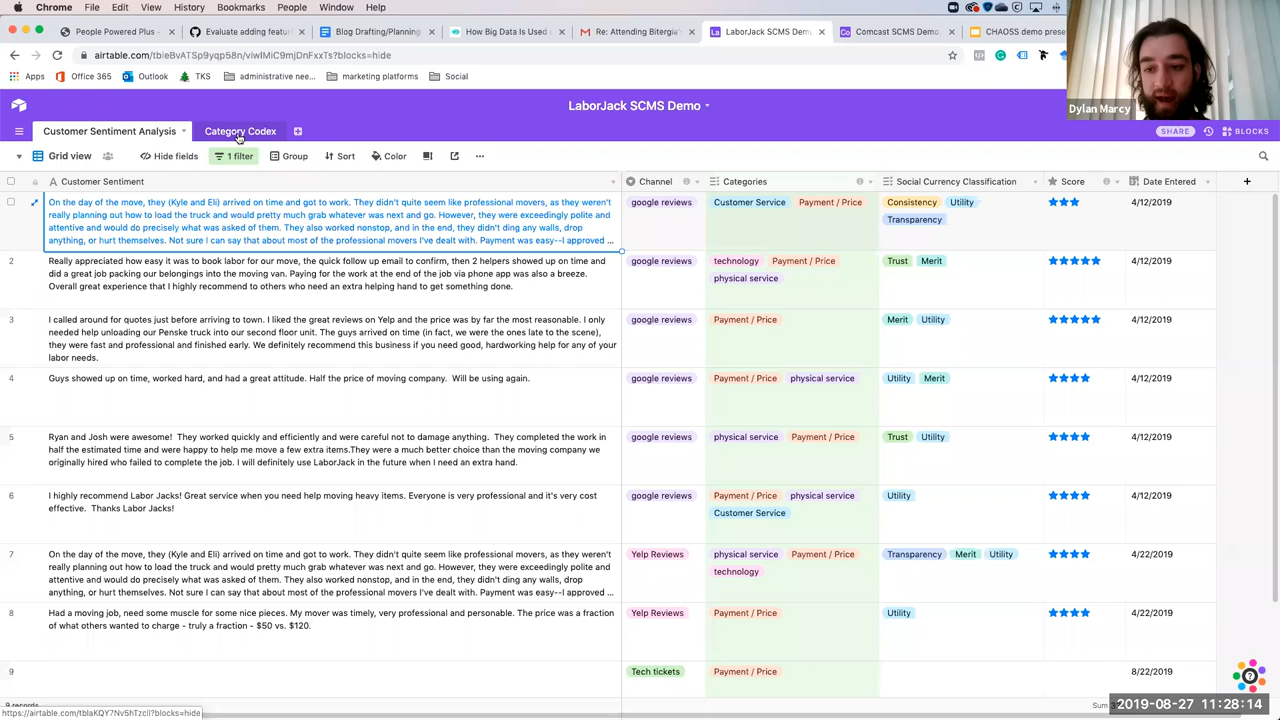 Chrome File Edit View History Bookmarks People Window Help
People Powered Plus - Evaluate adding featu Blog Drafting/Planning How Big Data Is Used Re: Attending Bitergia's LaborJack SCMS Dem Comcast SCMS Demo CHAOSS demo prese
airtable.com/tbleBvATSp9yqp58n/viwIMiC9mjDnFxxTs?blocks=hide
Apps Office 365 Outlook TKS administrative nee... marketing platforms Social
Dylan Marcy
LaborJack SCMS Demo
Customer Sentiment Analysis Category Codex SHARE BLOCKS
Grid view Hide fields 1 filter Group Sort Color ...
Customer Sentiment Channel Categories Social Currency Classification Score Date Entered
On the day of the move, they (Kyle and Eli) arrived on time and got to work. They didn't quite seem like professional movers, as they weren't
really planning out how to load the truck and would pretty much grab whatever was next and go. However, they were exceedingly polite and
attentive and would do precisely what was asked of them. They also worked nonstop, and in the end, they didn't ding any walls, drop
anything, or hurt themselves. Not sure I can say that about most of the professional movers I've dealt with. Payment was easy--I approved ...
google reviews Customer Service Payment / Price Consistency Utility 4/12/2019
Transparency
2 Really appreciated how easy it was to book labor for our move, the quick follow up email to confirm, then 2 helpers showed up on time and
did a great job packing our belongings into the moving van. Paying for the work at the end of the job via phone app was also a breeze.
Overall great experience that I highly recommend to others who need an extra helping hand to get something done.
google reviews technology Payment / Price Trust Merit 4/12/2019
physical service
3 I called around for quotes just before arriving to town. I liked the great reviews on Yelp and the price was by far the most reasonable. I only
needed help unloading our Penske truck into our second floor unit. The guys arrived on time (in fact, we were the ones late to the scene),
they were fast and professional and finished early. We definitely recommend this business if you need good, hardworking help for any of your
labor needs.
google reviews Payment / Price Merit Utility 4/12/2019
4 Guys showed up on time, worked hard, and had a great attitude. Half the price of moving company. Will be using again.
google reviews Payment / Price physical service Utility Merit 4/12/2019
5 Ryan and Josh were awesome! They worked quickly and efficiently and were careful not to damage anything. They completed the work in
half the estimated time and were happy to help me move a few extra items.They were a much better choice than the moving company we
originally hired who failed to complete the job. I will definitely use LaborJack in the future when I need an extra hand.
google reviews physical service Payment / Price Trust Utility 4/12/2019
6 I highly recommend Labor Jacks! Great service when you need help moving heavy items. Everyone is very professional and it's very cost
effective. Thanks Labor Jacks!
google reviews Payment / Price physical service Utility 4/12/2019
Customer Service
7 On the day of the move, they (Kyle and Eli) arrived on time and got to work. They didn't quite seem like professional movers, as they weren't
really planning out how to load the truck and would pretty much grab whatever was next and go. However, they were exceedingly polite and
attentive and would do precisely what was asked of them. They also worked nonstop, and in the end, they didn't ding any walls, drop
anything, or hurt themselves. Not sure I can say that about most of the professional movers I've dealt with. Payment was easy--I approved ...
Yelp Reviews physical service Payment / Price Transparency Merit Utility 4/22/2019
technology
8 Had a moving job, need some muscle for some nice pieces. My mover was timely, very professional and personable. The price was a fraction
of what others wanted to charge - truly a fraction - $50 vs. $120.
Yelp Reviews Payment / Price Utility 4/22/2019
9 Tech tickets Payment / Price 8/22/2019
9 records Sum
2019-08-27 11:28:14
https://airtable.com/tblaKQY7Nv5hTzcil?blocks=hide